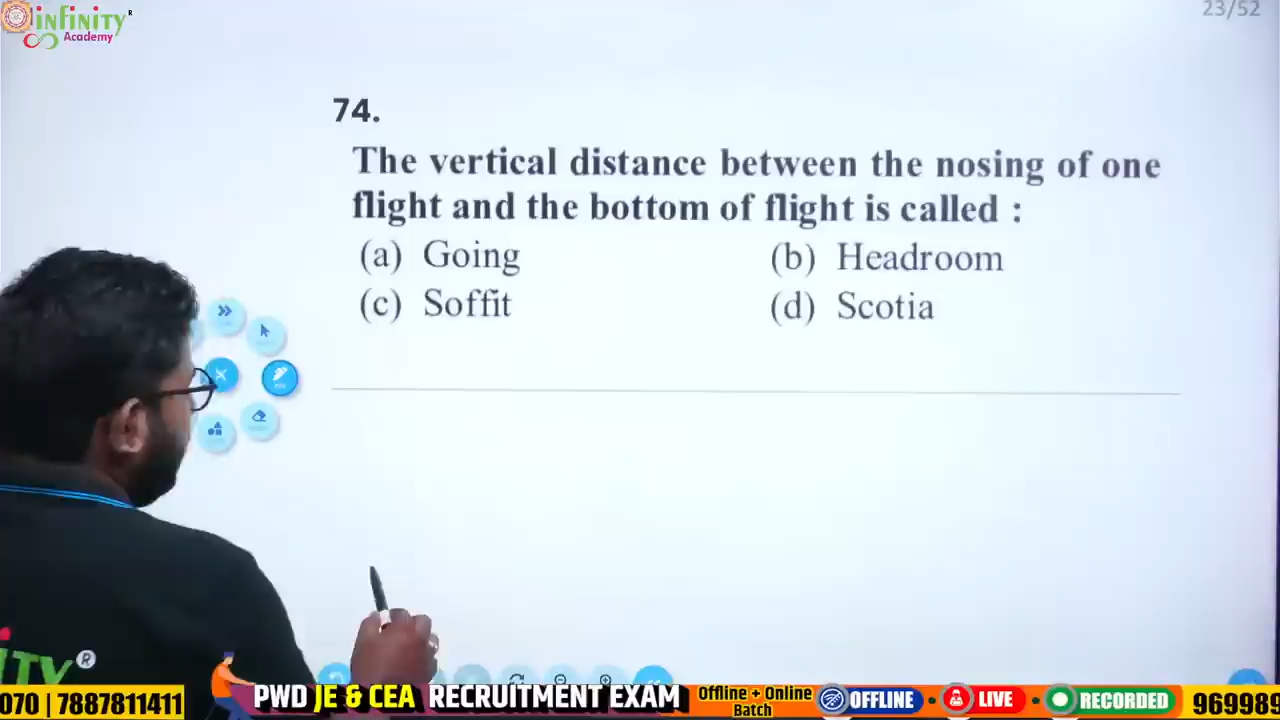 infinity®
Academy
23/52
74.
The vertical distance between the nosing of one
flight and the bottom of flight is called :
(a) Going
(b) Headroom
(c) Soffit
(d) Scotia
ITY®
070 | 7887811411
PWD JE & CEA RECRUITMENT EXAM
Offline + Online
Batch
OFFLINE
LIVE
RECORDED
969989